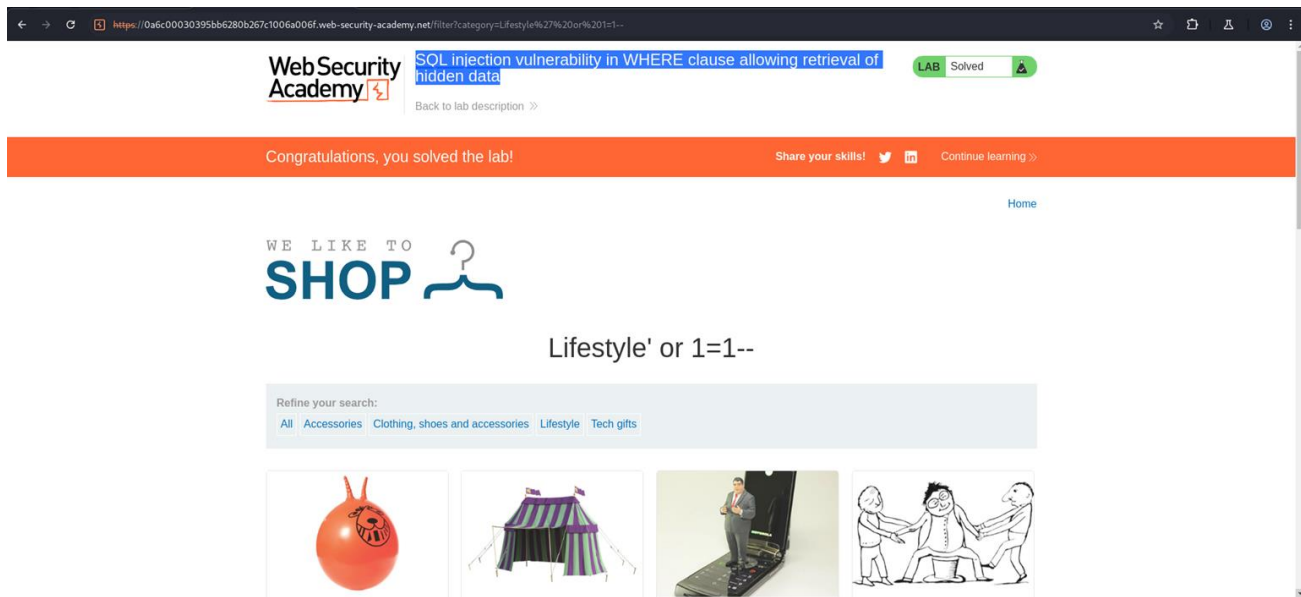 https://0a6c00030395bb6280b267c1006a006f.web-security-academy.net/filter?category=Lifestyle%27%20or%201=1--
Web Security
Academy
SQL injection vulnerability in WHERE clause allowing retrieval of
hidden data
Back to lab description
LAB Solved
Congratulations, you solved the lab!
Share your skills!
Continue learning
Home
WE LIKE TO
SHOP
Lifestyle' or 1=1--
Refine your search:
All Accessories Clothing, shoes and accessories Lifestyle Tech gifts